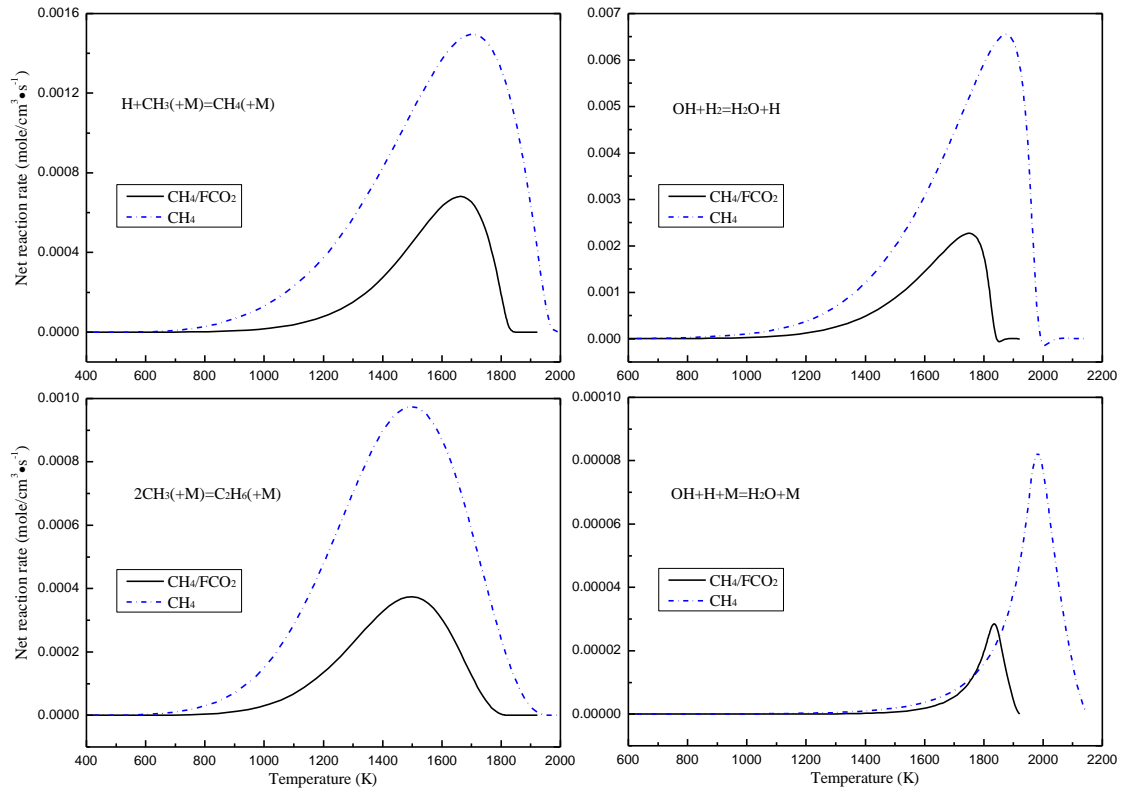 Net reaction rate (mole/cm³•s⁻¹)
0.0016
0.0012
0.0008
0.0004
0.0000
H+CH₃(+M)=CH₄(+M)
CH₄/FCO₂
CH₄
400 600 800 1000 1200 1400 1600 1800 2000
0.007
0.006
0.005
0.004
0.003
0.002
0.001
0.000
OH+H₂=H₂O+H
CH₄/FCO₂
CH₄
600 800 1000 1200 1400 1600 1800 2000 2200
Net reaction rate (mole/cm³•s⁻¹)
0.0010
0.0008
0.0006
0.0004
0.0002
0.0000
2CH₃(+M)=C₂H₆(+M)
CH₄/FCO₂
CH₄
400 600 800 1000 1200 1400 1600 1800 2000
Temperature (K)
0.00010
0.00008
0.00006
0.00004
0.00002
0.00000
OH+H+M=H₂O+M
CH₄/FCO₂
CH₄
600 800 1000 1200 1400 1600 1800 2000 2200
Temperature (K)